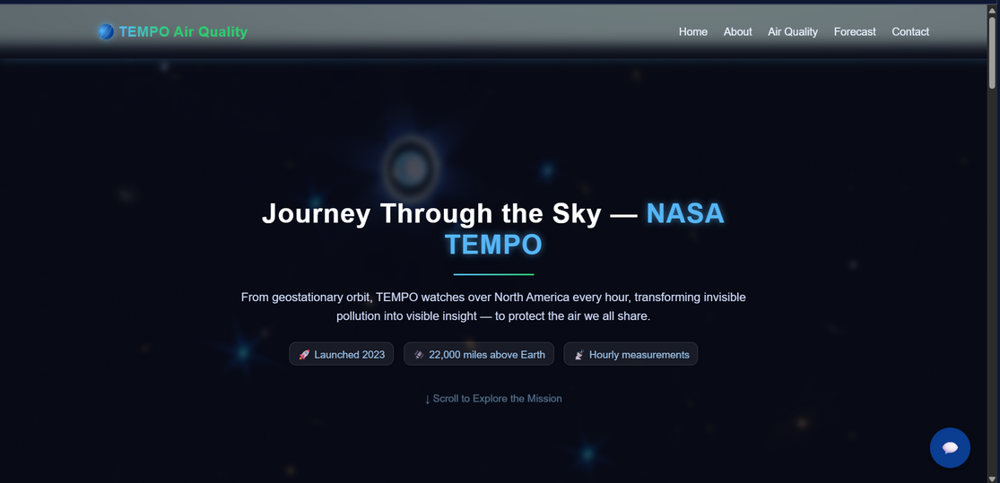 TEMPO Air Quality
Home About Air Quality Forecast Contact
Journey Through the Sky — NASA
TEMPO
From geostationary orbit, TEMPO watches over North America every hour, transforming invisible
pollution into visible insight — to protect the air we all share.
Launched 2023 22,000 miles above Earth Hourly measurements
↓ Scroll to Explore the Mission